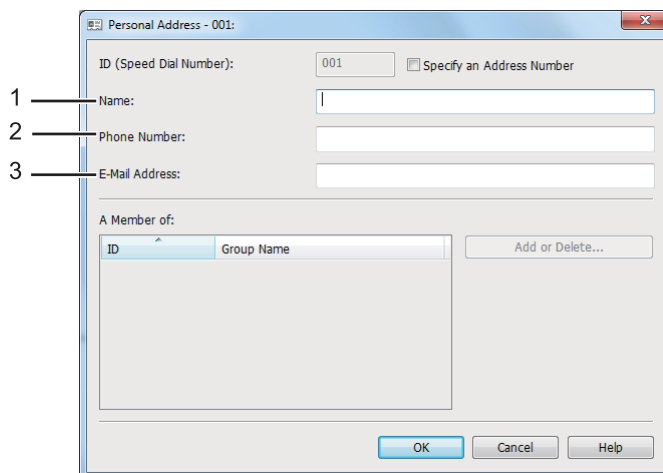 Personal Address - 001:
ID (Speed Dial Number): 001 Specify an Address Number
1 Name:
2 Phone Number:
3 E-Mail Address:
A Member of:
ID Group Name Add or Delete...
OK Cancel Help